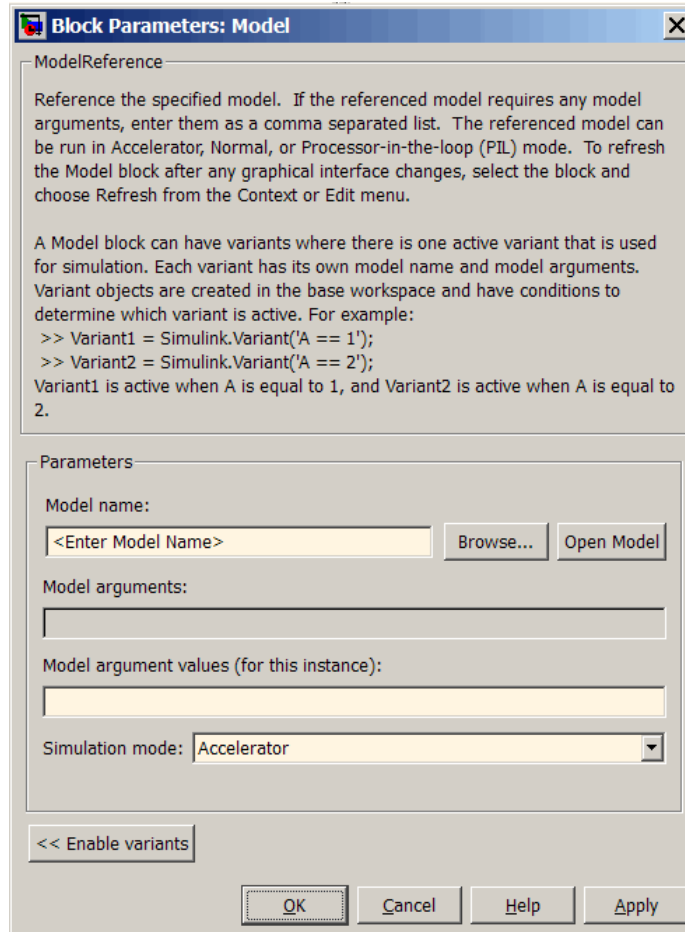 Block Parameters: Model
ModelReference
Reference the specified model.  If the referenced model requires any model
arguments, enter them as a comma separated list.  The referenced model can
be run in Accelerator, Normal, or Processor-in-the-loop (PIL) mode.  To refresh
the Model block after any graphical interface changes, select the block and
choose Refresh from the Context or Edit menu.
A Model block can have variants where there is one active variant that is used
for simulation. Each variant has its own model name and model arguments.
Variant objects are created in the base workspace and have conditions to
determine which variant is active. For example:
>> Variant1 = Simulink.Variant('A == 1');
>> Variant2 = Simulink.Variant('A == 2');
Variant1 is active when A is equal to 1, and Variant2 is active when A is equal to
2.
Parameters
Model name:
<Enter Model Name> Browse... Open Model
Model arguments:
Model argument values (for this instance):
Simulation mode: Accelerator
<< Enable variants
OK Cancel Help Apply